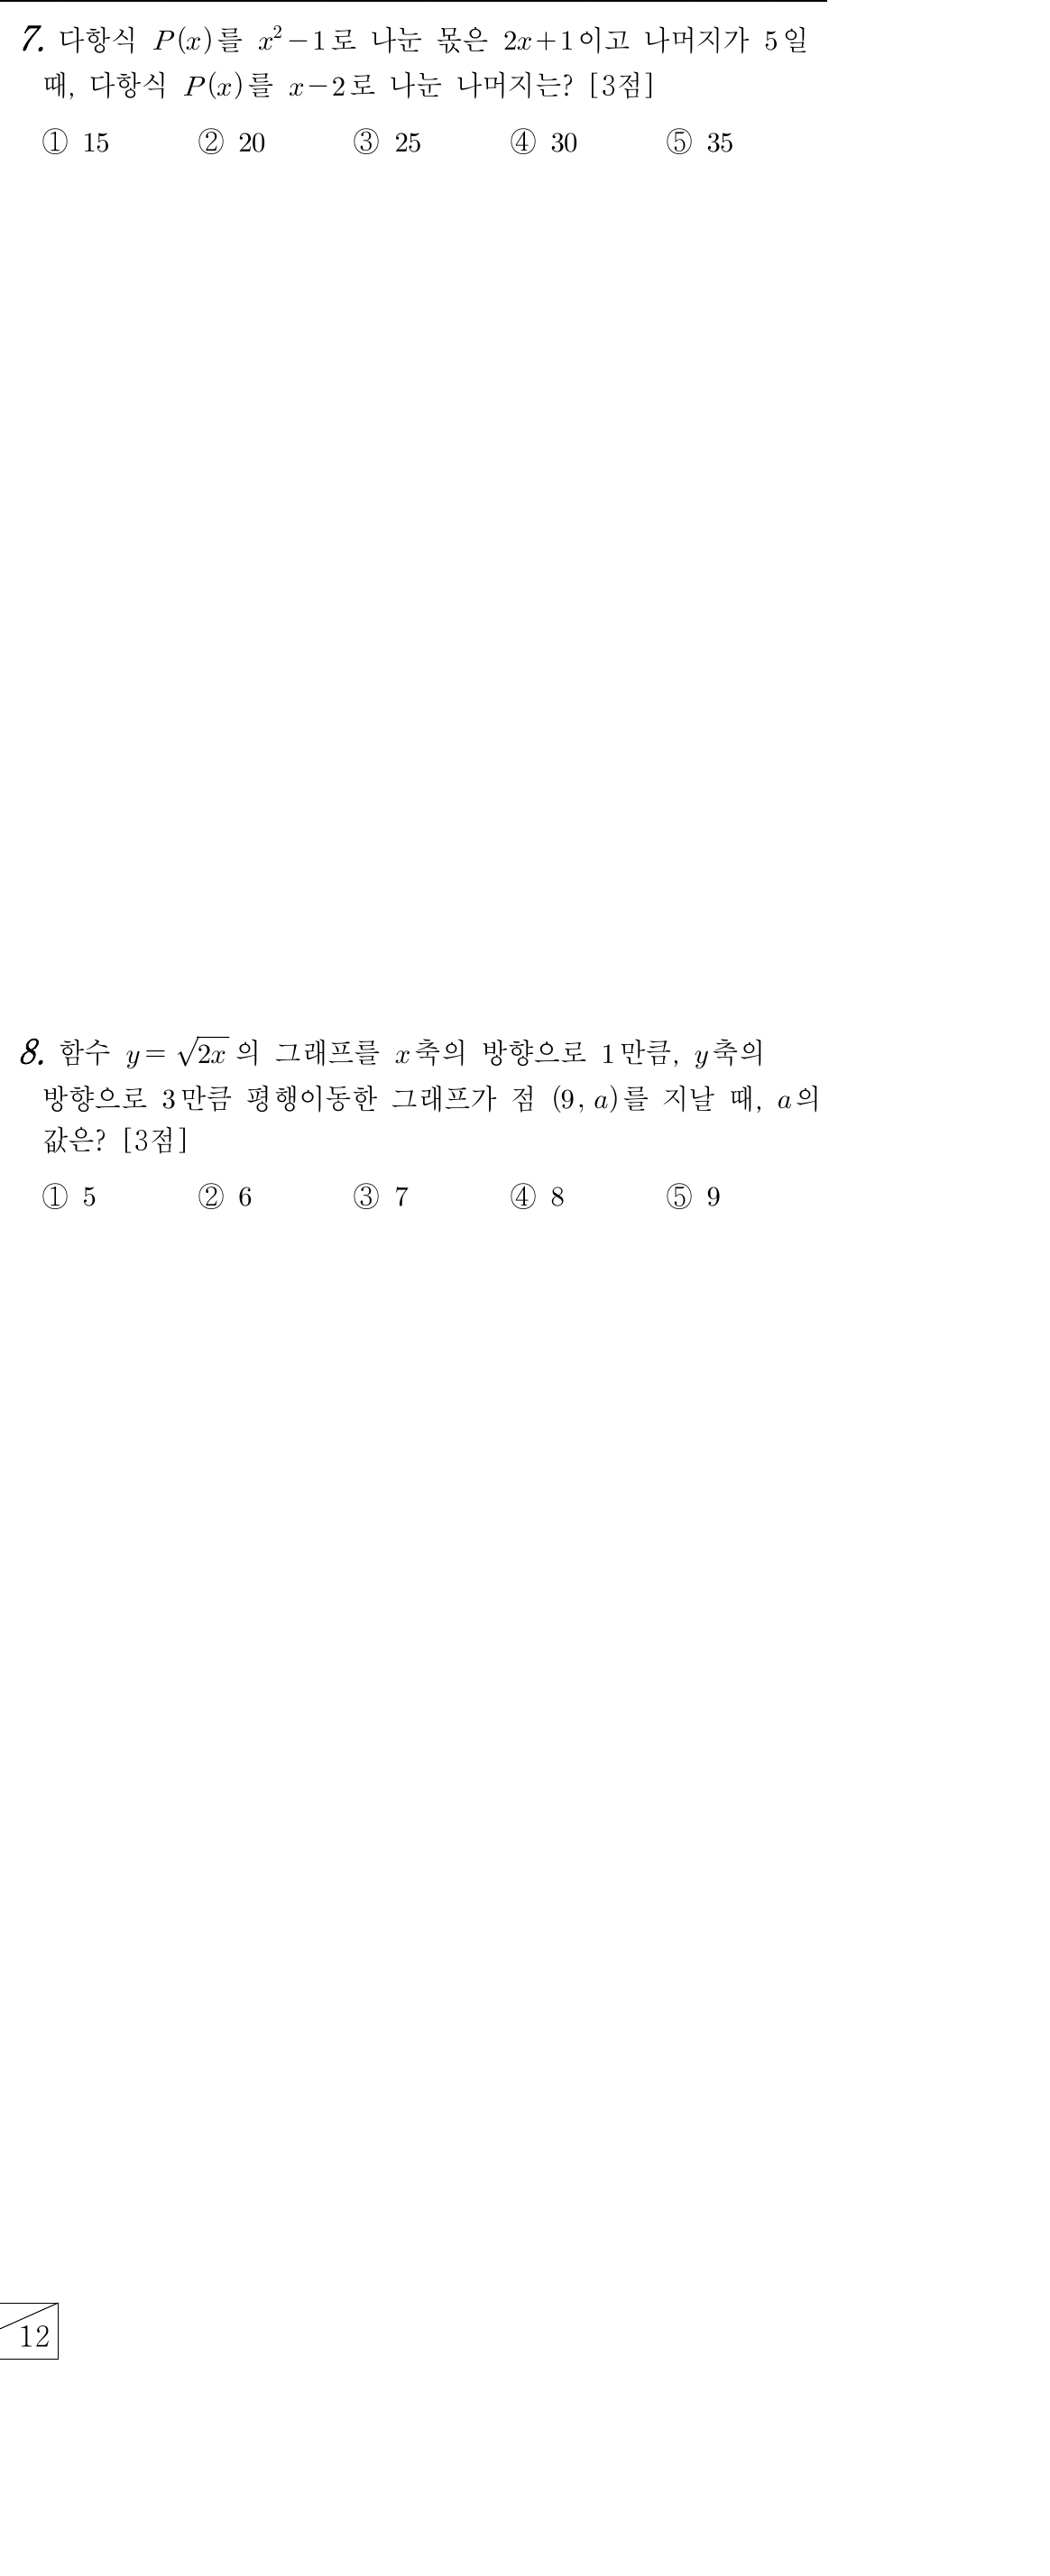 7. 다항식 P(x)를 x²−1로 나눈 몫은 2x+1이고 나머지가 5일
때, 다항식 P(x)를 x−2로 나눈 나머지는? [3점]
① 15 ② 20 ③ 25 ④ 30 ⑤ 35
8. 함수 y=√2x의 그래프를 x축의 방향으로 1만큼, y축의
방향으로 3만큼 평행이동한 그래프가 점 (9, a)를 지날 때, a의
값은? [3점]
① 5 ② 6 ③ 7 ④ 8 ⑤ 9
12